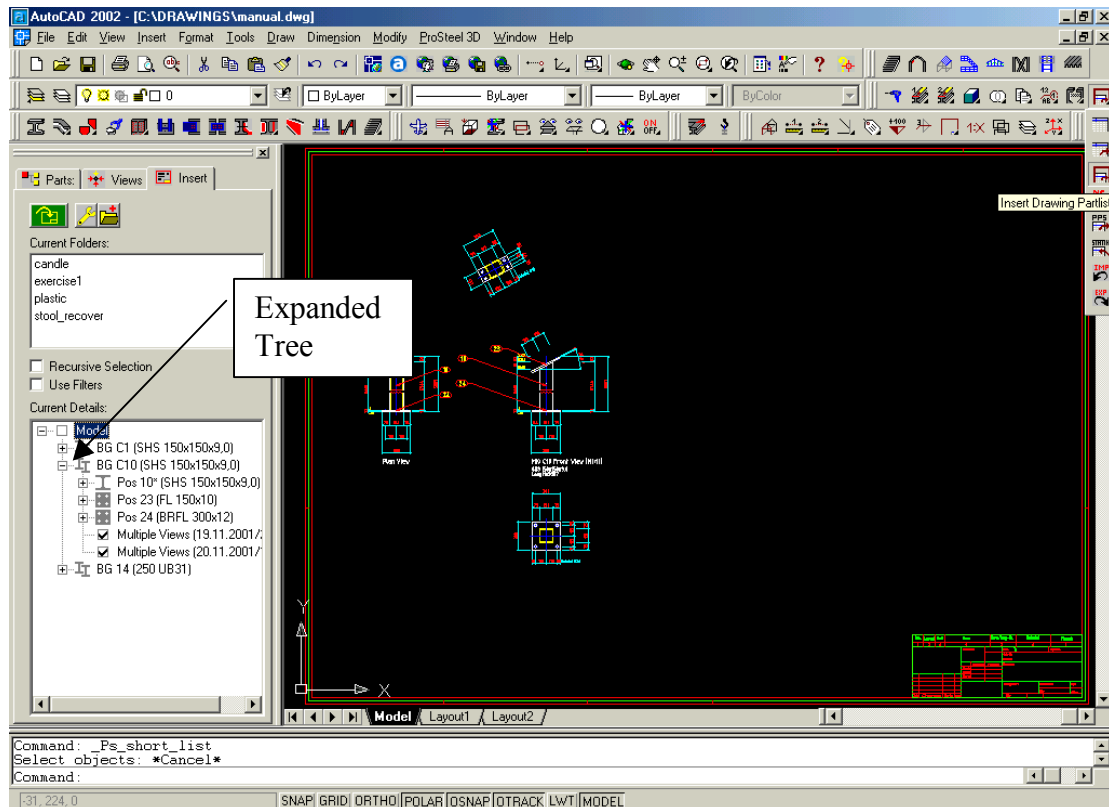 AutoCAD 2002 - [C:\DRAWINGS\manual.dwg]
File Edit View Insert Format Tools Draw Dimension Modify ProSteel 3D Window Help
0 ByLayer ByLayer ByLayer ByColor
Parts: Views Insert
Insert Drawing Partlist
Current Folders:
candle
exercise1
plastic
stool_recover
Expanded
Tree
Recursive Selection
Use Filters
Current Details:
Model
BG C1 (SHS 150x150x9,0)
BG C10 (SHS 150x150x9,0)
Pos 10* (SHS 150x150x9,0)
Pos 23 (FL 150x10)
Pos 24 (BRFL 300x12)
Multiple Views (19.11.2001/
Multiple Views (20.11.2001/
BG 14 (250 UB31)
Plan View
Y
X
Model Layout1 Layout2
Command: _Ps_short_list
Select objects: *Cancel*
Command:
-31, 224, 0 SNAP GRID ORTHO POLAR OSNAP OTRACK LWT MODEL